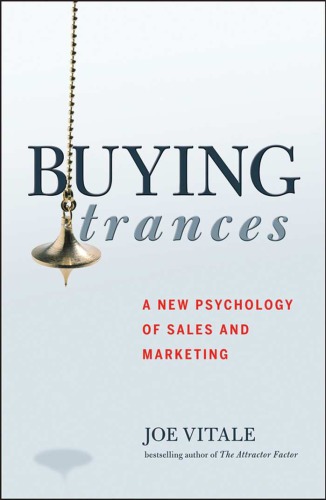 BUYING
trances
A NEW PSYCHOLOGY
OF SALES AND
MARKETING
JOE VITALE
bestselling author of The Attractor Factor